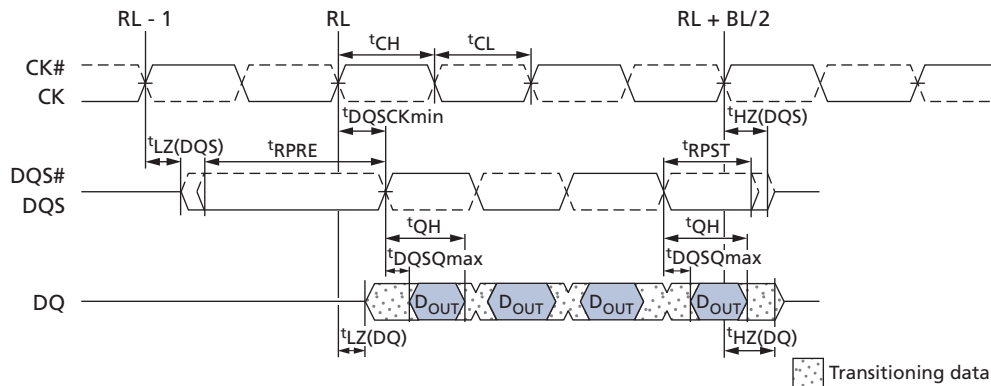 RL - 1 RL RL + BL/2
tCH tCL
CK#
CK
tDQSCKmin tHZ(DQS)
tLZ(DQS) tRPRE tRPST
DQS#
DQS
tQH tQH
tDQSQmax tDQSQmax
DQ DOUT DOUT DOUT DOUT
tLZ(DQ) tHZ(DQ)
Transitioning data